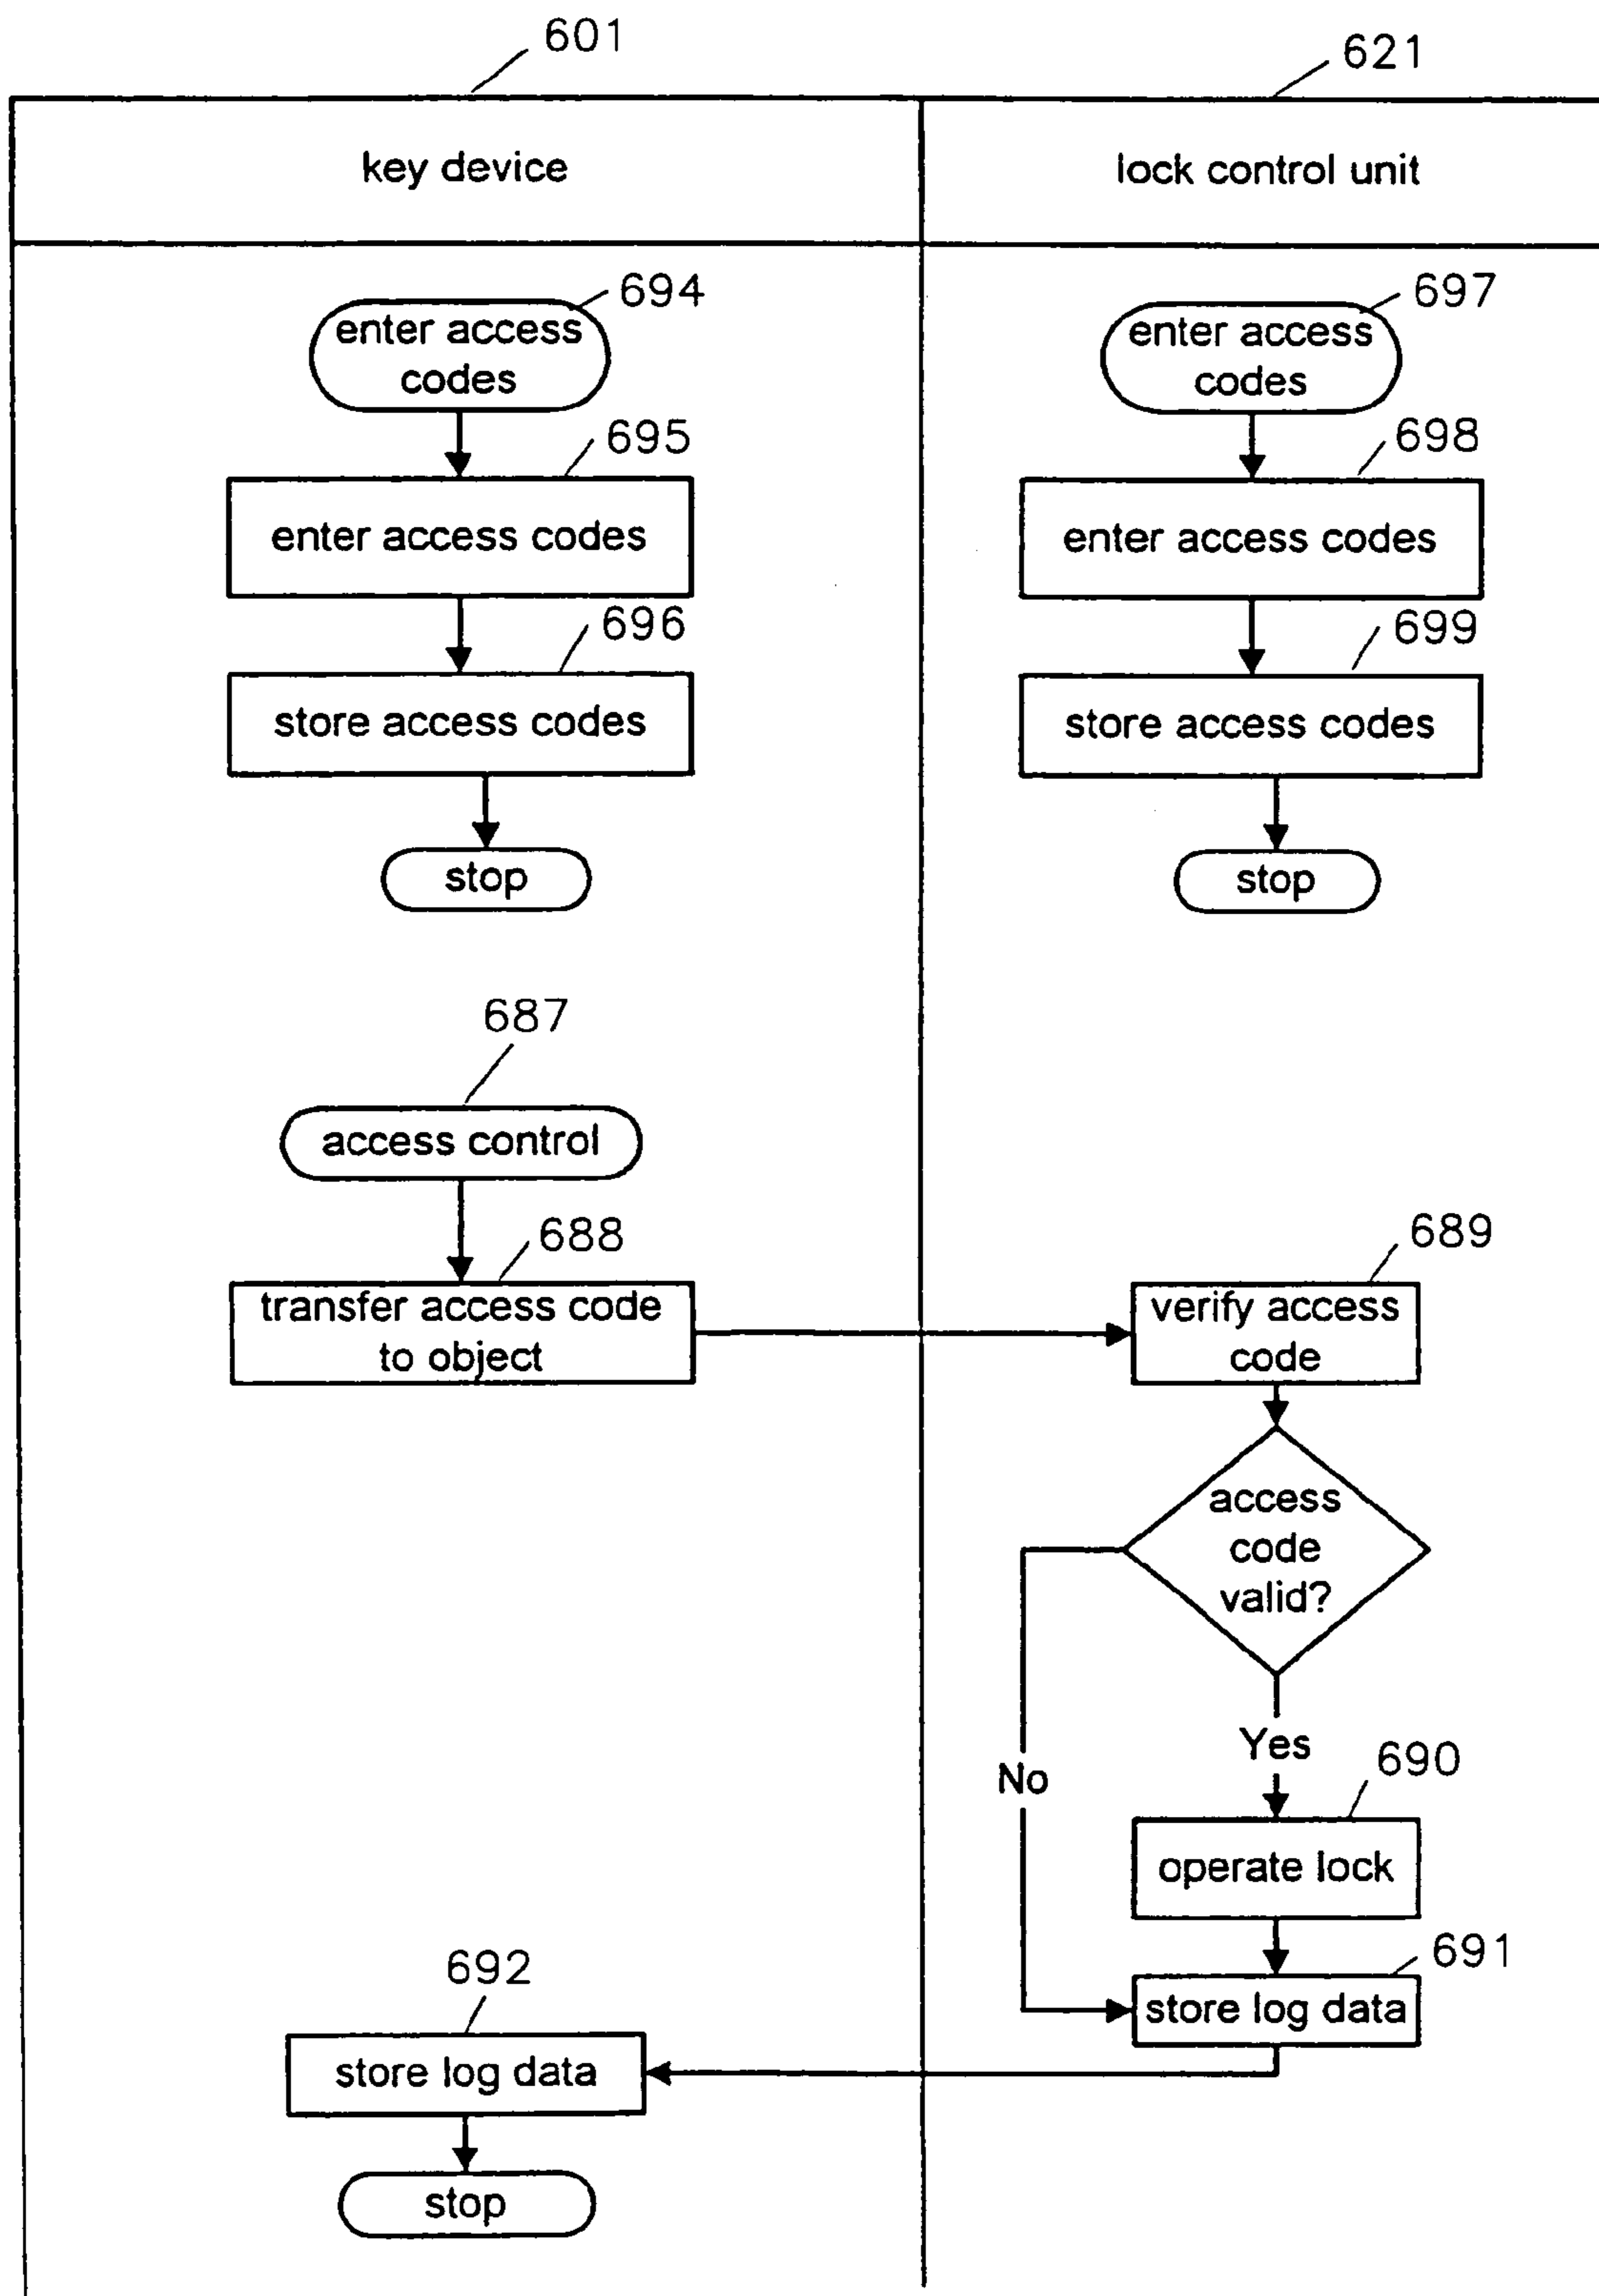 601
621
key device
lock control unit
694
enter access
codes
697
enter access
codes
695
enter access codes
698
enter access codes
696
store access codes
699
store access codes
stop
stop
687
access control
688
transfer access code
to object
689
verify access
code
access
code
valid?
Yes
No
690
operate lock
691
store log data
692
store log data
stop